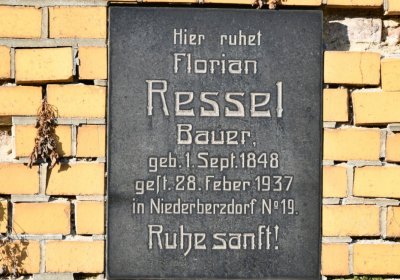 Hier ruhet
Florian
Ressel
Bauer,
geb. 1. Sept. 1848
gest. 28. Feber 1937
in Niederberzdorf No 19.
Ruhe sanft!